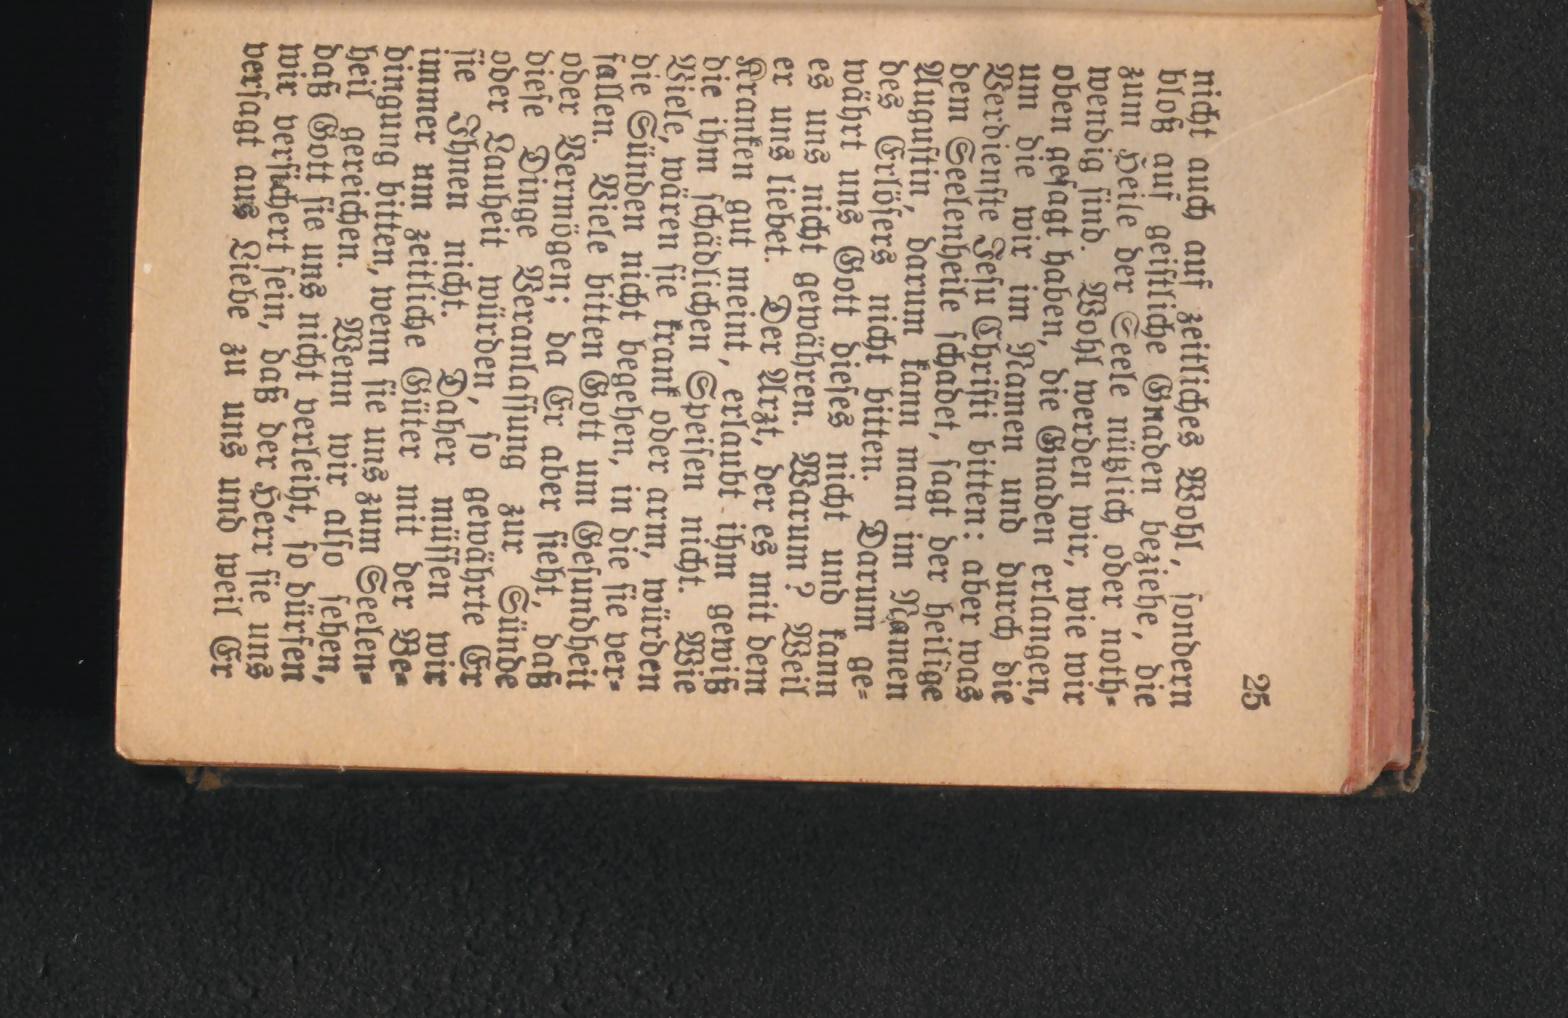 25
nicht auch auf zeitliches Wohl, sondern
blos auf geistliche Gnaden beziehe, die
zum Heile der Seele nützlich oder noth-
wendig sind. Wohl werden wir, wie wir
oben gesagt haben, die Gnaden erlangen,
um die wir im Namen und durch die
Verdienste Jesu Christi bitten: aber was
dem Seelenheile schadet, sagt der heilige
Augustin, darum kann man im Namen
des Erlösers nicht bitten. Darum ge-
währt uns Gott dieses nicht und kann
es uns nicht gewähren. Warum? Weil
er uns liebet. Der Arzt, der es mit dem
Kranken gut meint, erlaubt ihm gewiß
die ihm schädlichen Speisen nicht. Wie
Viele, wären sie krank oder arm, würden
die Sünden nicht begehen, in die sie ver-
fallen. Viele bitten Gott um Gesundheit
oder Vermögen; da Er aber sieht, daß
diese Dinge Veranlassung zur Sünde
oder Lauheit würden, so gewährte Er
sie Ihnen nicht. Daher müssen wir
immer um zeitliche Güter mit der Be-
dingung bitten, wenn sie uns zum Seelen-
heil gereichen. Wenn wir also sehen,
daß Gott sie uns nicht verleiht, so dürfen
wir versichert sein, daß der Herr sie uns
versagt aus Liebe zu uns und weil Er